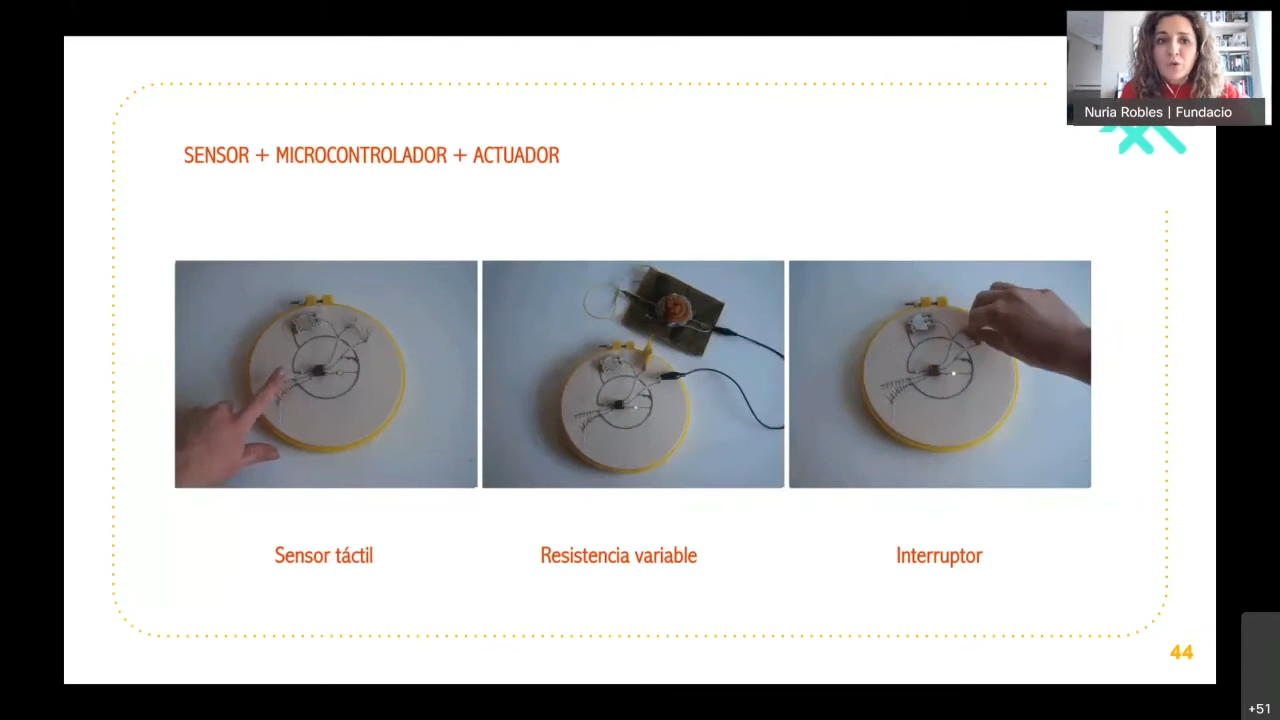 Nuria Robles | Fundacio
SENSOR + MICROCONTROLADOR + ACTUADOR
Sensor táctil
Resistencia variable
Interruptor
44
+51